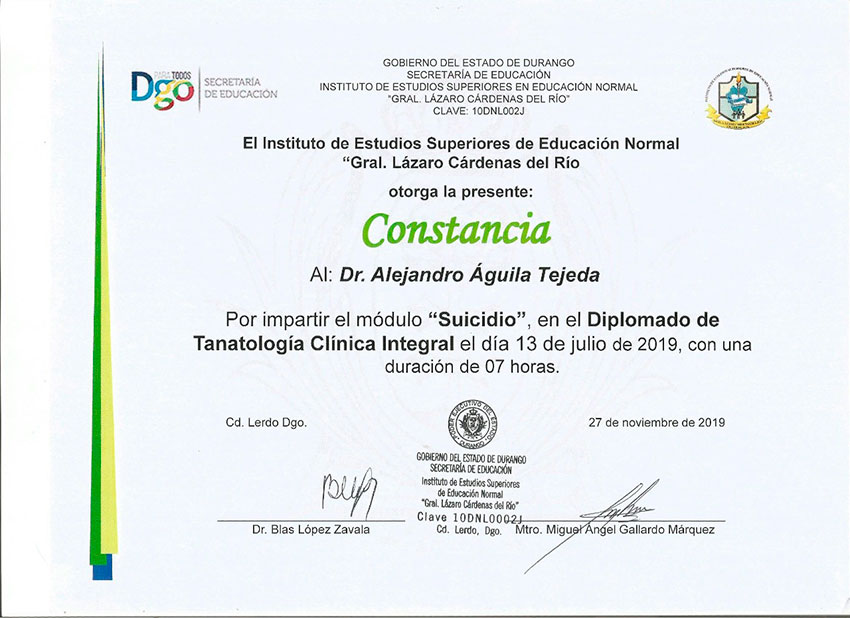 PARA TODOS
Dgo
SECRETARÍA
DE EDUCACIÓN
GOBIERNO DEL ESTADO DE DURANGO
SECRETARÍA DE EDUCACIÓN
INSTITUTO DE ESTUDIOS SUPERIORES EN EDUCACIÓN NORMAL
"GRAL. LÁZARO CÁRDENAS DEL RÍO"
CLAVE: 10DNL002J
El Instituto de Estudios Superiores de Educación Normal
“Gral. Lázaro Cárdenas del Río
otorga la presente:
Constancia
Al: Dr. Alejandro Águila Tejeda
Por impartir el módulo “Suicidio”, en el Diplomado de
Tanatología Clínica Integral el día 13 de julio de 2019, con una
duración de 07 horas.
Cd. Lerdo Dgo.
27 de noviembre de 2019
PODER EJECUTIVO DEL ESTADO
DURANGO
GOBIERNO DEL ESTADO DE DURANGO
SECRETARÍA DE EDUCACIÓN
Instituto de Estudios Superiores
de Educación Normal
"Gral. Lázaro Cárdenas del Río"
Clave 10DNL0002J
Cd. Lerdo, Dgo.
Dr. Blas López Zavala
Mtro. Miguel Ángel Gallardo Márquez